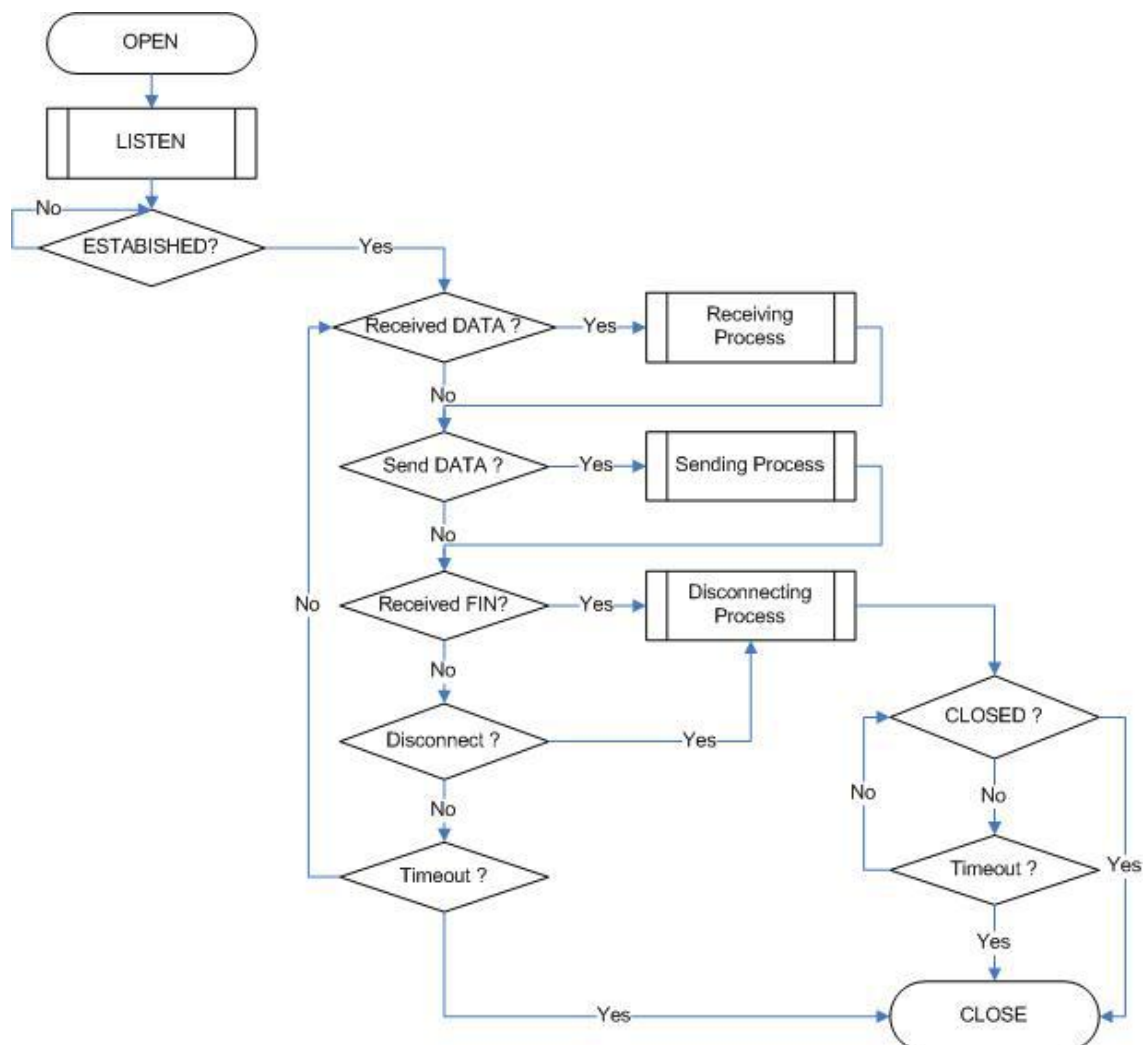 OPEN
LISTEN
No
ESTABISHED?
Yes
Received DATA ?
Yes
Receiving
Process
No
Send DATA ?
Yes
Sending Process
No
Received FIN?
Yes
Disconnecting
Process
No
No
Disconnect ?
Yes
CLOSED ?
No
No
No
Timeout ?
Timeout ?
Yes
Yes
Yes
CLOSE